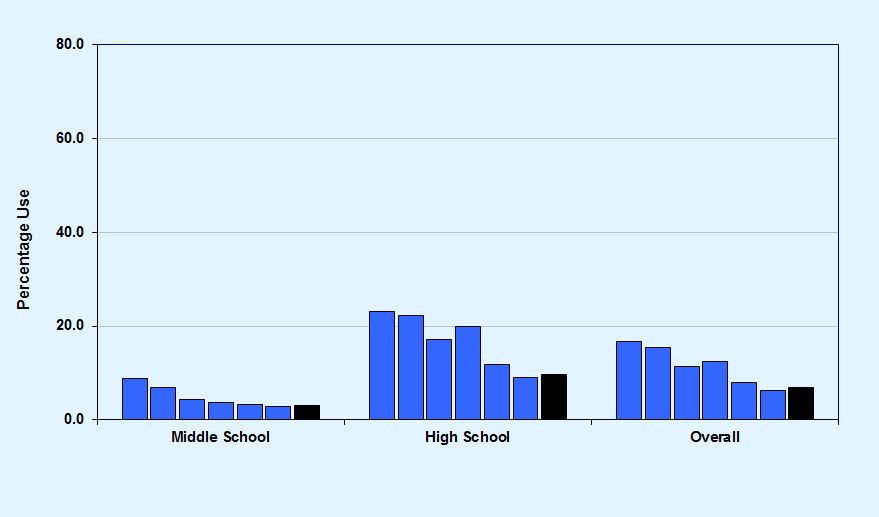 80.0
60.0
40.0
20.0
0.0
Percentage Use
Middle School
High School
Overall